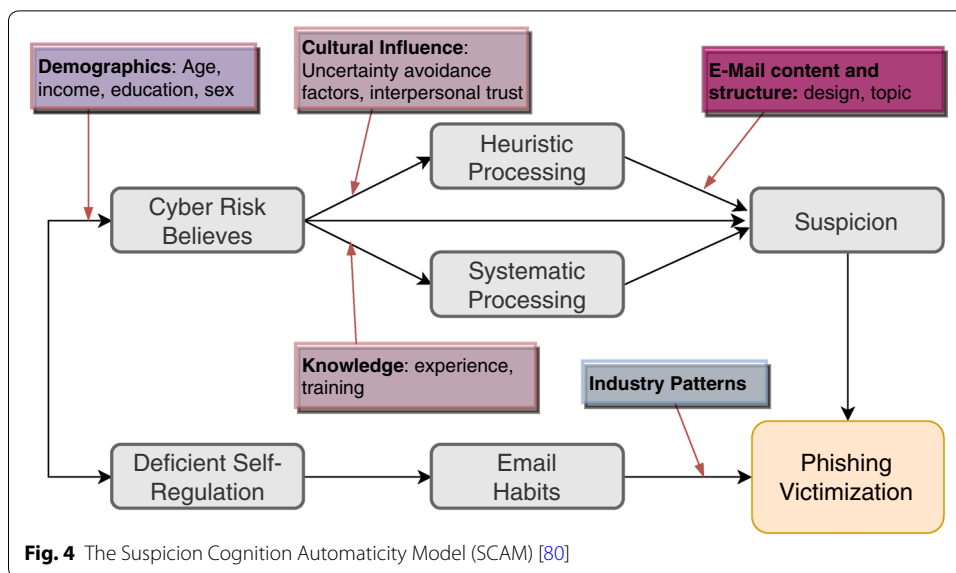 Demographics: Age,
income, education, sex
Cultural Influence:
Uncertainty avoidance
factors, interpersonal trust
E-Mail content and
structure: design, topic
Heuristic
Processing
Cyber Risk
Believes
Suspicion
Systematic
Processing
Knowledge: experience,
training
Industry Patterns
Deficient Self-
Regulation
Email
Habits
Phishing
Victimization
Fig. 4 The Suspicion Cognition Automaticity Model (SCAM) [80]